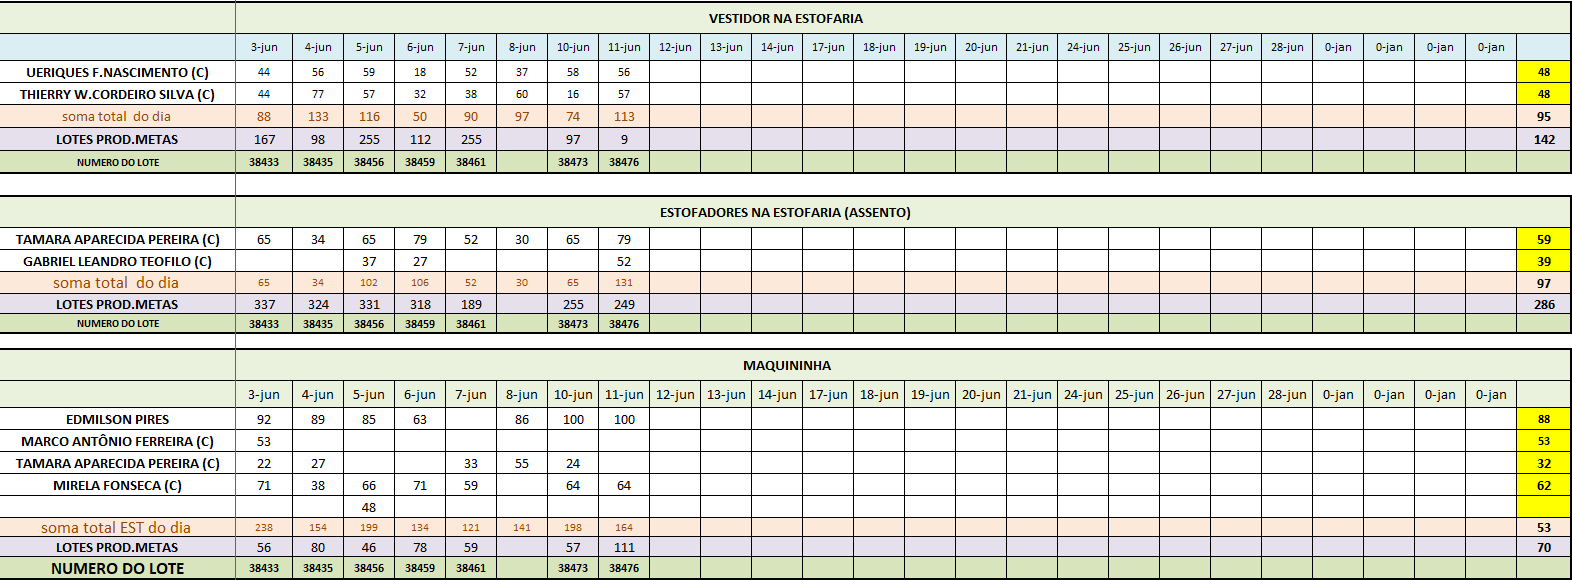 VESTIDOR NA ESTOFARIA
3-jun 4-jun 5-jun 6-jun 7-jun 8-jun 10-jun 11-jun 12-jun 13-jun 14-jun 17-jun 18-jun 19-jun 20-jun 21-jun 24-jun 25-jun 26-jun 27-jun 28-jun 0-jan 0-jan 0-jan 0-jan
UERIQUES F.NASCIMENTO (C) 44 56 59 18 52 37 58 56 48
THIERRY W.CORDEIRO SILVA (C) 44 77 57 32 38 60 16 57 48
soma total do dia 88 133 116 50 90 97 74 113 95
LOTES PROD.METAS 167 98 255 112 255 97 9 142
NUMERO DO LOTE 38433 38435 38456 38459 38461 38473 38476
ESTOFADORES NA ESTOFARIA (ASSENTO)
TAMARA APARECIDA PEREIRA (C) 65 34 65 79 52 30 65 79 59
GABRIEL LEANDRO TEOFILO (C) 37 27 52 39
soma total do dia 65 34 102 106 52 30 65 131 97
LOTES PROD.METAS 337 324 331 318 189 255 249 286
NUMERO DO LOTE 38433 38435 38456 38459 38461 38473 38476
MAQUININHA
3-jun 4-jun 5-jun 6-jun 7-jun 8-jun 10-jun 11-jun 12-jun 13-jun 14-jun 17-jun 18-jun 19-jun 20-jun 21-jun 24-jun 25-jun 26-jun 27-jun 28-jun 0-jan 0-jan 0-jan 0-jan
EDMILSON PIRES 92 89 85 63 86 100 100 88
MARCO ANTÔNIO FERREIRA (C) 53 53
TAMARA APARECIDA PEREIRA (C) 22 27 33 55 24 32
MIRELA FONSECA (C) 71 38 66 71 59 64 64 62
48
soma total EST do dia 238 154 199 134 121 141 198 164 53
LOTES PROD.METAS 56 80 46 78 59 57 111 70
NUMERO DO LOTE 38433 38435 38456 38459 38461 38473 38476